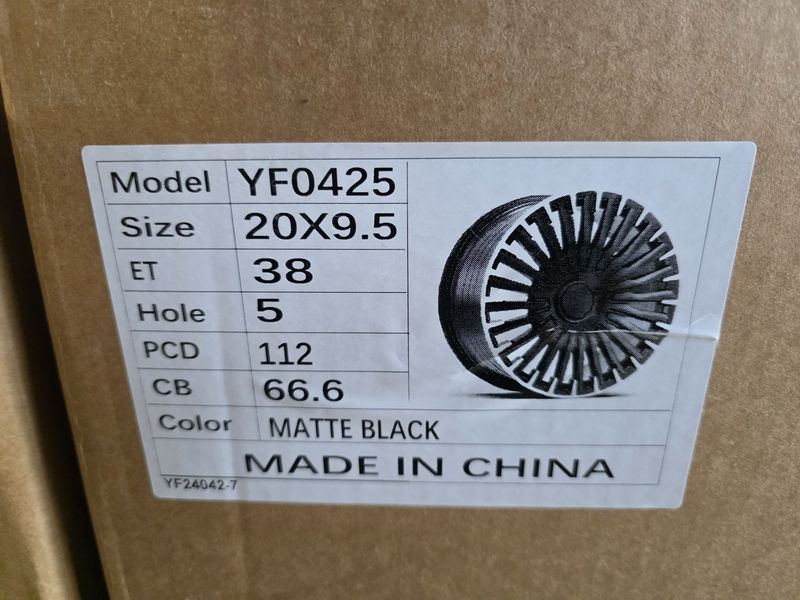 Model YF0425
Size 20X9.5
ET 38
Hole 5
PCD 112
CB 66.6
Color MATTE BLACK
MADE IN CHINA
YF24042-7